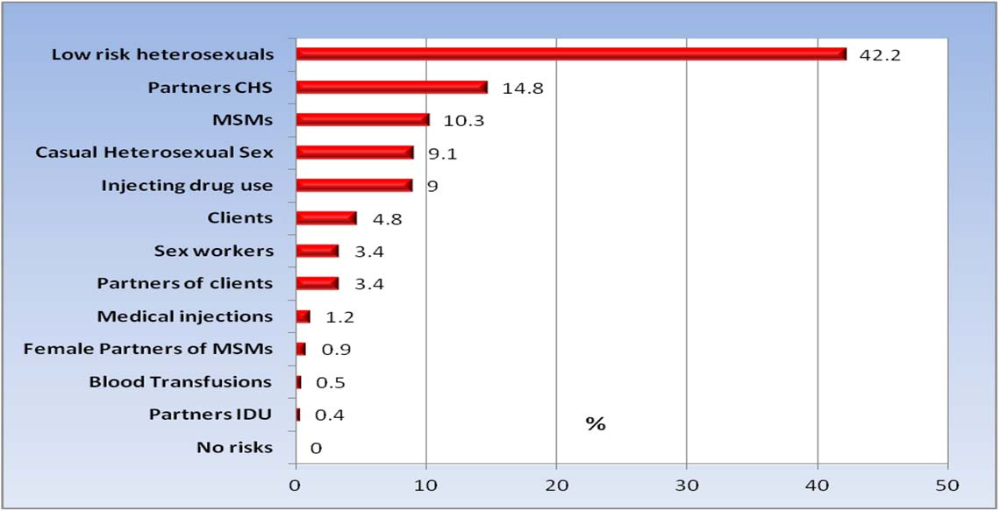 Low risk heterosexuals 42.2
Partners CHS 14.8
MSMs 10.3
Casual Heterosexual Sex 9.1
Injecting drug use 9
Clients 4.8
Sex workers 3.4
Partners of clients 3.4
Medical injections 1.2
Female Partners of MSMs 0.9
Blood Transfusions 0.5
Partners IDU 0.4
%
No risks 0
0 10 20 30 40 50